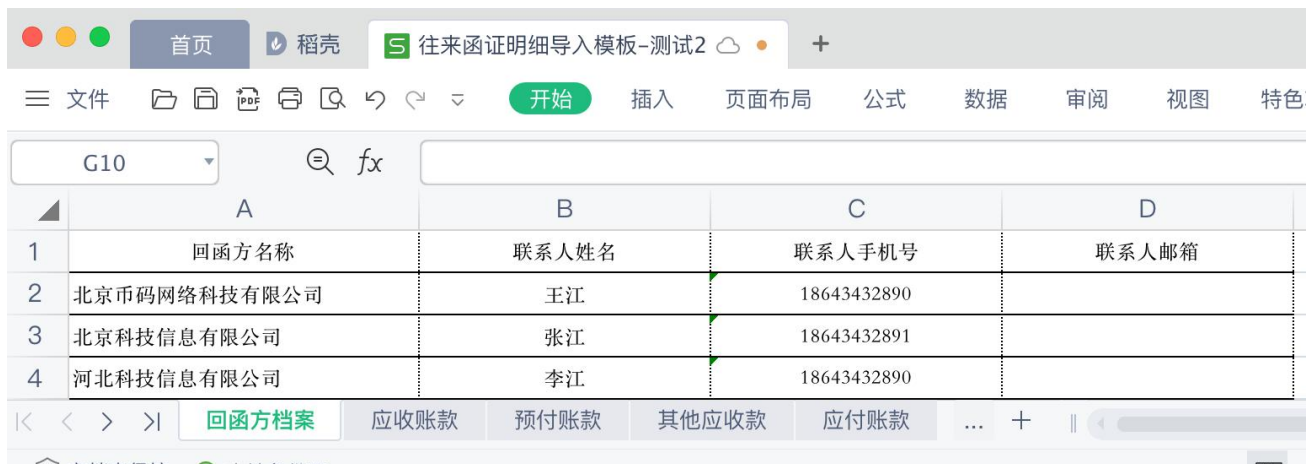 首页 稻壳 往来函证明细导入模板-测试2 +
文件 PDF 开始 插入 页面布局 公式 数据 审阅 视图 特色
G10 fx
A B C D
1 回函方名称 联系人姓名 联系人手机号 联系人邮箱
2 北京币码网络科技有限公司 王江 18643432890
3 北京科技信息有限公司 张江 18643432891
4 河北科技信息有限公司 李江 18643432890
回函方档案 应收账款 预付账款 其他应收款 应付账款 ... +